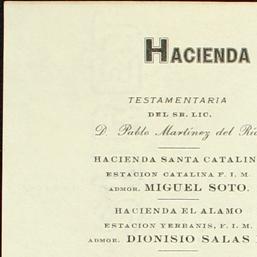 HACIENDA
TESTAMENTARIA
DEL SR. LIC.
D. Pablo Martínez del Río
HACIENDA SANTA CATALIN
ESTACION CATALINA F. I. M.
ADMOR. MIGUEL SOTO.
HACIENDA EL ALAMO
ESTACION YERBANIS, F. I. M.
ADMOR. DIONISIO SALAS